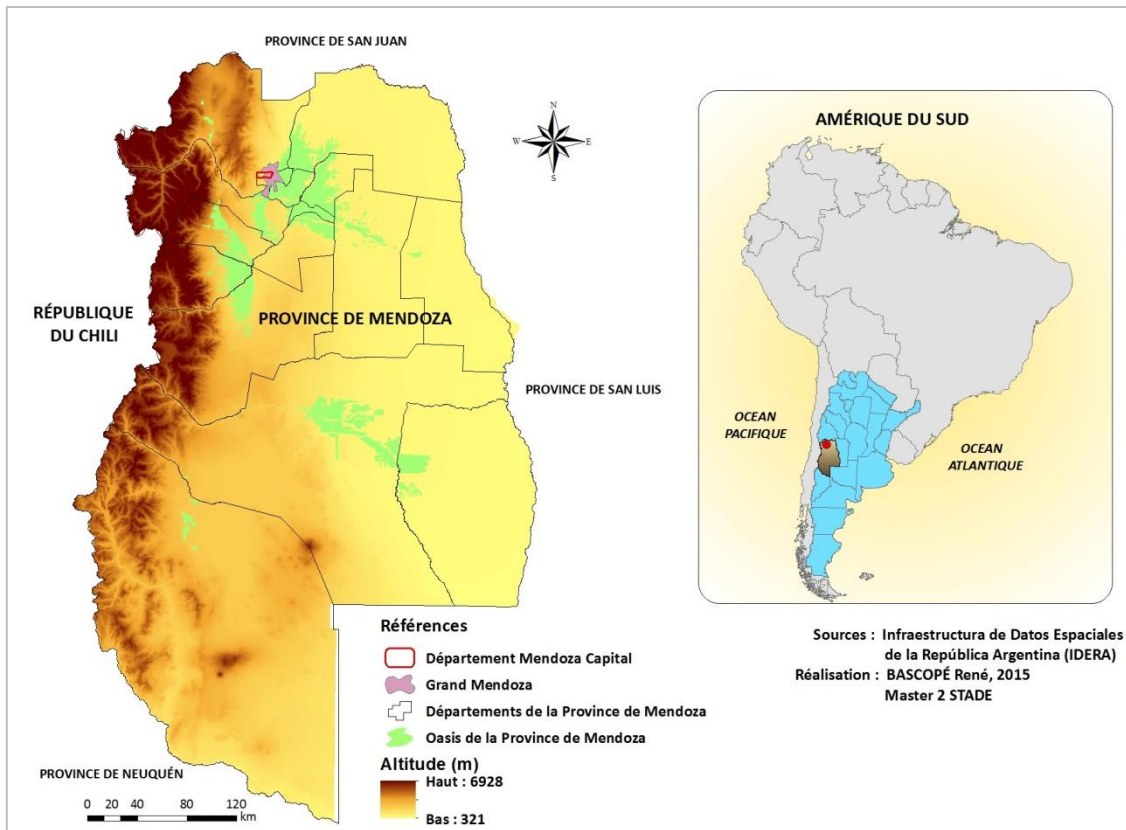 PROVINCE DE SAN JUAN
N
W
E
S
RÉPUBLIQUE
DU CHILI
PROVINCE DE MENDOZA
PROVINCE DE SAN LUIS
PROVINCE DE NEUQUÉN
0 20 40 80 120
km
Références
Département Mendoza Capital
Grand Mendoza
Départements de la Province de Mendoza
Oasis de la Province de Mendoza
Altitude (m)
Haut : 6928
Bas : 321
AMÉRIQUE DU SUD
OCEAN
PACIFIQUE
OCEAN
ATLANTIQUE
Sources : Infraestructura de Datos Espaciales
de la República Argentina (IDERA)
Réalisation : BASCOPÉ René, 2015
Master 2 STADE